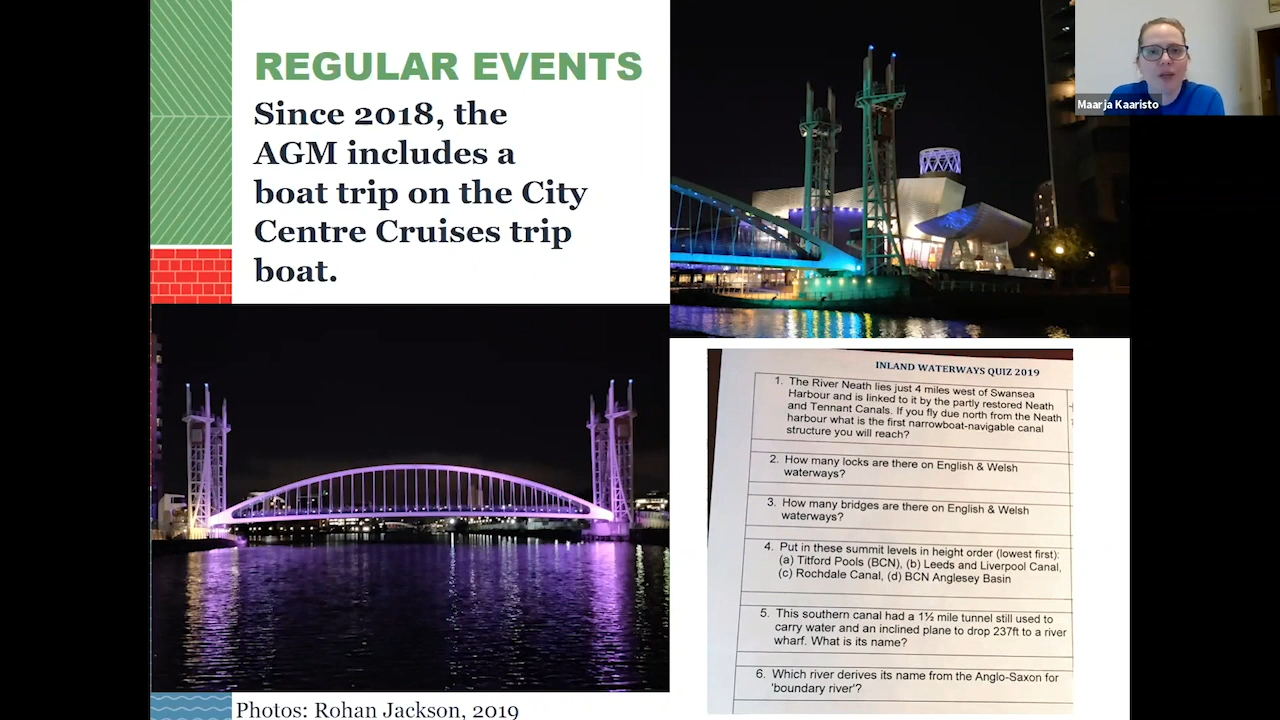 REGULAR EVENTS
Since 2018, the
AGM includes a
boat trip on the City
Centre Cruises trip
boat.
Maarja Kaaristo
INLAND WATERWAYS QUIZ 2019
1. The River Neath lies just 4 miles west of Swansea
Harbour and is linked to it by the partly restored Neath
and Tennant Canals. If you fly due north from the Neath
harbour what is the first narrowboat-navigable canal
structure you will reach?
2. How many locks are there on English & Welsh
waterways?
3. How many bridges are there on English & Welsh
waterways?
4. Put in these summit levels in height order (lowest first):
(a) Titford Pools (BCN), (b) Leeds and Liverpool Canal,
(c) Rochdale Canal, (d) BCN Anglesey Basin
5. This southern canal had a 1½ mile tunnel still used to
carry water and an inclined plane to drop 237ft to a river
wharf. What is its name?
6. Which river derives its name from the Anglo-Saxon for
'boundary river'?
Photos: Rohan Jackson, 2019